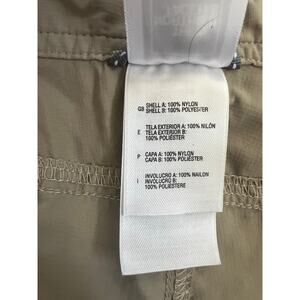 GB SHELL A: 100% NYLON
SHELL B: 100% POLYESTER
E TELA EXTERIOR A: 100% NILÓN
TELA EXTERIOR B:
100% POLIÉSTER
P CAPA A: 100% NYLON
CAPA B: 100% POLIÉSTER
I INVOLUCRO A: 100% NAILON
INVOLUCRO B:
100% POLIESTERE